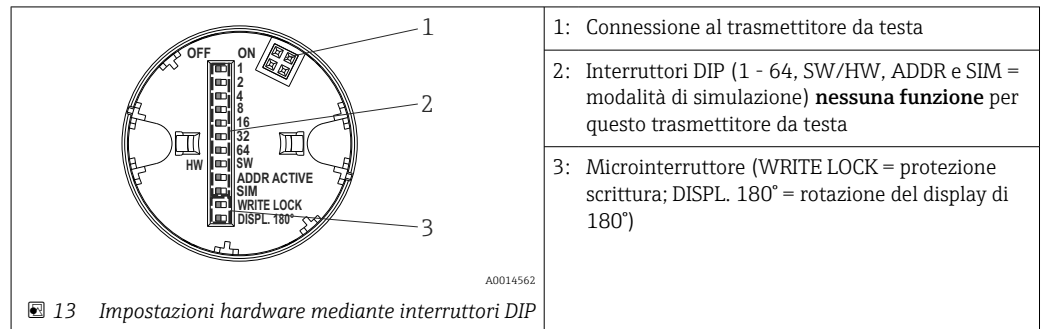 1
OFF ON
1
2
4
8
16
32
64
HW SW
ADDR ACTIVE
SIM
WRITE LOCK
DISPL. 180°
2
3
A0014562
13 Impostazioni hardware mediante interruttori DIP
1: Connessione al trasmettitore da testa
2: Interruttori DIP (1 - 64, SW/HW, ADDR e SIM =
modalità di simulazione) nessuna funzione per
questo trasmettitore da testa
3: Microinterruttore (WRITE LOCK = protezione
scrittura; DISPL. 180° = rotazione del display di
180°)